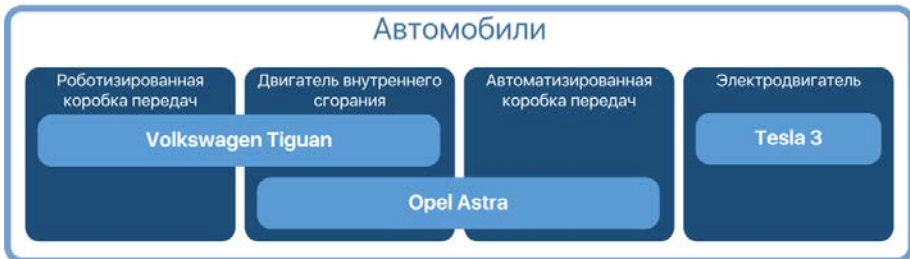 Автомобили
Роботизированная
коробка передач
Двигатель внутреннего
сгорания
Автоматизированная
коробка передач
Электродвигатель
Volkswagen Tiguan
Tesla 3
Opel Astra